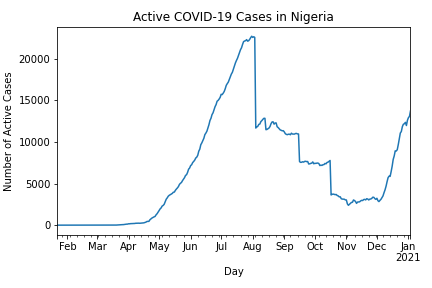 Active COVID-19 Cases in Nigeria
Number of Active Cases
20000
15000
10000
5000
0
Feb Mar Apr May Jun Jul Aug Sep Oct Nov Dec Jan
2021
Day